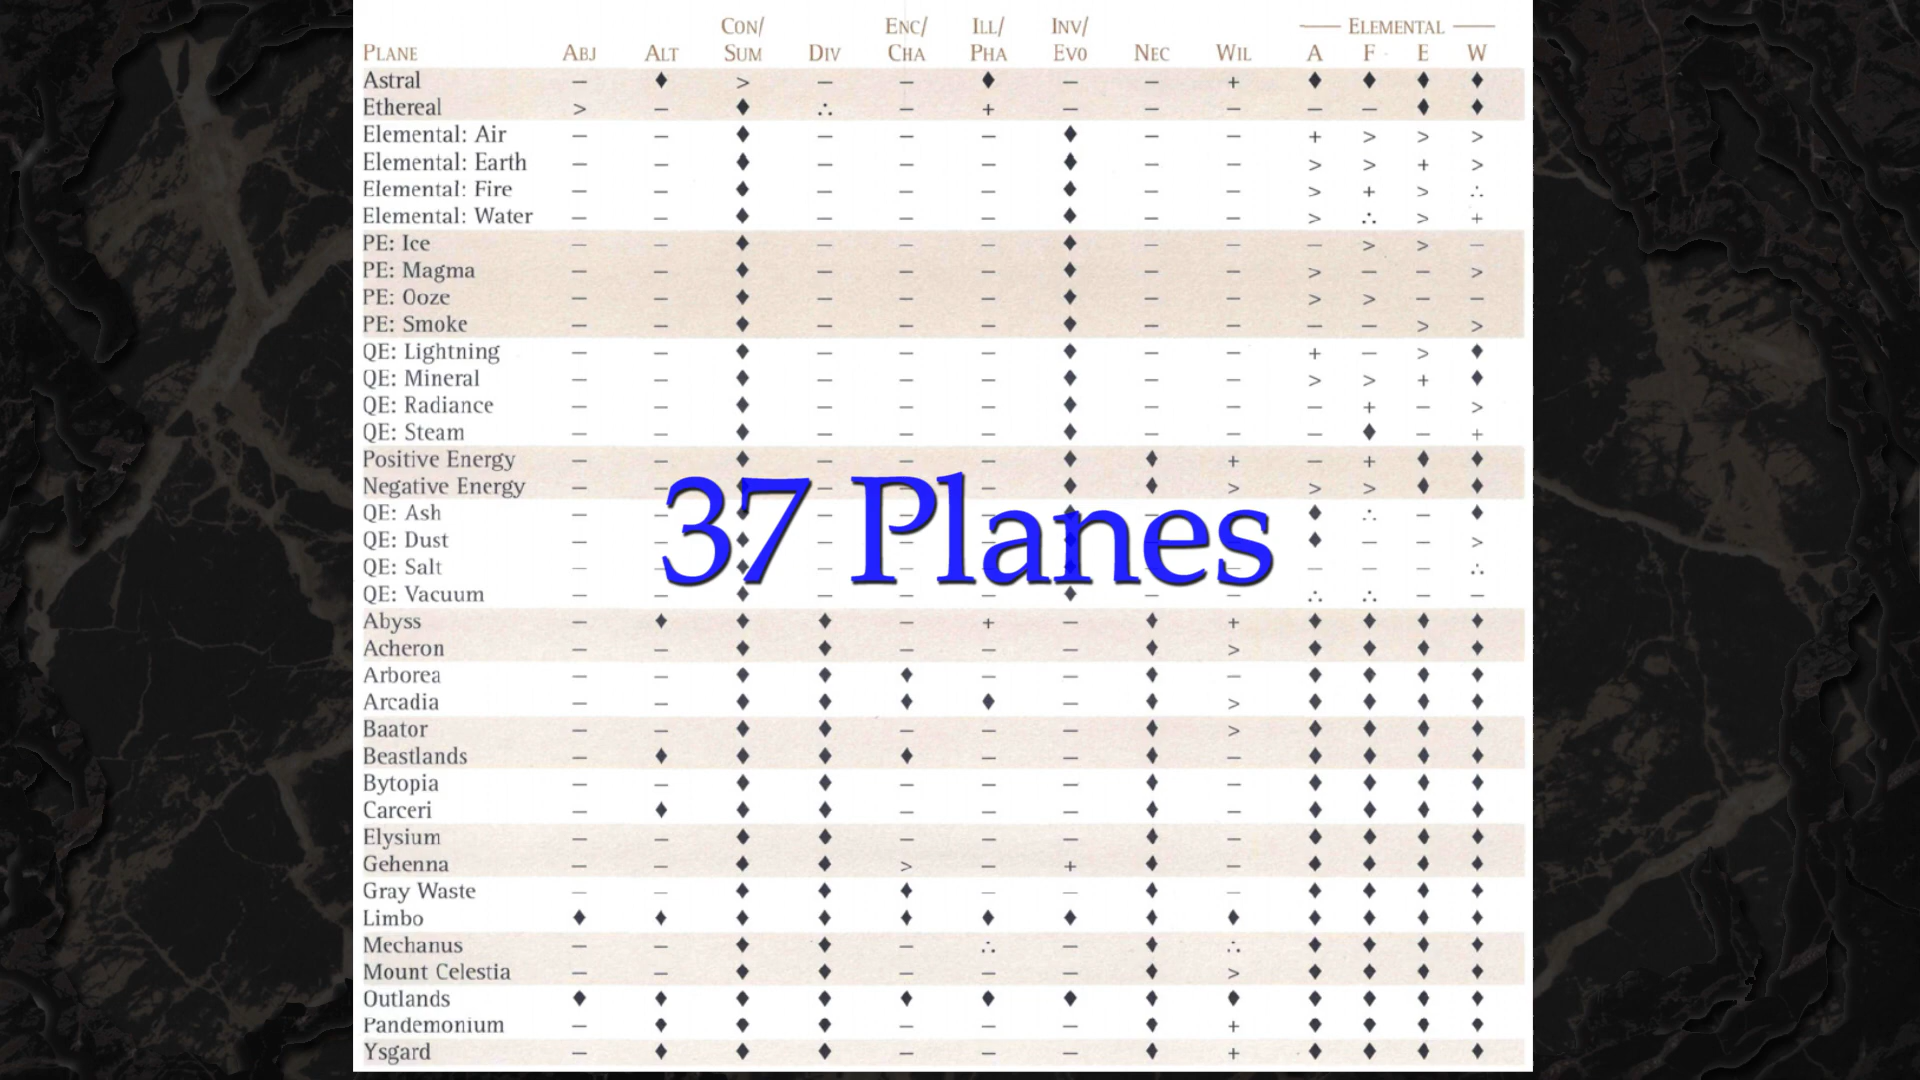 CON/ ENC/ ILL/ INV/ ELEMENTAL
PLANE ABJ ALT SUM DIV CHA PHA EVO NEC WIL A F E W
Astral — ♦ > — — ♦ — — + ♦ ♦ ♦ ♦
Ethereal > — ♦ ∴ — + — — — — — ♦ ♦
Elemental: Air — — ♦ — — — ♦ — — + > > >
Elemental: Earth — — ♦ — — — ♦ — — > > + >
Elemental: Fire — — ♦ — — — ♦ — — > + > ∴
Elemental: Water — — ♦ — — — ♦ — — > ∴ > +
PE: Ice — — ♦ — — — ♦ — — — > > —
PE: Magma — — ♦ — — — ♦ — — > — — >
PE: Ooze — — ♦ — — — ♦ — — > > — —
PE: Smoke — — ♦ — — — ♦ — — — — > >
QE: Lightning — — ♦ — — — ♦ — — + — > ♦
QE: Mineral — — ♦ — — — ♦ — — > > + ♦
QE: Radiance — — ♦ — — — ♦ — — — + — >
QE: Steam — — ♦ — — — ♦ — — — ♦ — +
Positive Energy — — ♦ — — — ♦ ♦ + — + ♦ ♦
Negative Energy — — ♦ — — — ♦ ♦ > > > ♦ ♦
37 Planes
QE: Ash — — ♦ — — — ♦ — — ♦ ∴ — ♦
QE: Dust — — ♦ — — — ♦ — — ♦ — — >
QE: Salt — — ♦ — — — ♦ — — — — — ∴
QE: Vacuum — — ♦ — — — ♦ — — ∴ ∴ — —
Abyss — ♦ ♦ ♦ — + — ♦ + ♦ ♦ ♦ ♦
Acheron — — ♦ ♦ — — — ♦ > ♦ ♦ ♦ ♦
Arborea — — ♦ ♦ ♦ — — ♦ — ♦ ♦ ♦ ♦
Arcadia — — ♦ ♦ ♦ ♦ — ♦ > ♦ ♦ ♦ ♦
Baator — — ♦ ♦ — — — ♦ > ♦ ♦ ♦ ♦
Beastlands — ♦ ♦ ♦ ♦ — — ♦ — ♦ ♦ ♦ ♦
Bytopia — — ♦ ♦ — — — ♦ — ♦ ♦ ♦ ♦
Carceri — ♦ ♦ ♦ — — — ♦ — ♦ ♦ ♦ ♦
Elysium — — ♦ ♦ — — — ♦ — ♦ ♦ ♦ ♦
Gehenna — — ♦ ♦ > — + ♦ — ♦ ♦ ♦ ♦
Gray Waste — — ♦ ♦ ♦ — — ♦ — ♦ ♦ ♦ ♦
Limbo ♦ ♦ ♦ ♦ ♦ ♦ ♦ ♦ ♦ ♦ ♦ ♦ ♦
Mechanus — — ♦ ♦ — ∴ — ♦ ∴ ♦ ♦ ♦ ♦
Mount Celestia — — ♦ ♦ — — — ♦ > ♦ ♦ ♦ ♦
Outlands ♦ ♦ ♦ ♦ ♦ ♦ ♦ ♦ ♦ ♦ ♦ ♦ ♦
Pandemonium — ♦ ♦ ♦ — — — ♦ + ♦ ♦ ♦ ♦
Ysgard — ♦ ♦ ♦ — — — ♦ + ♦ ♦ ♦ ♦